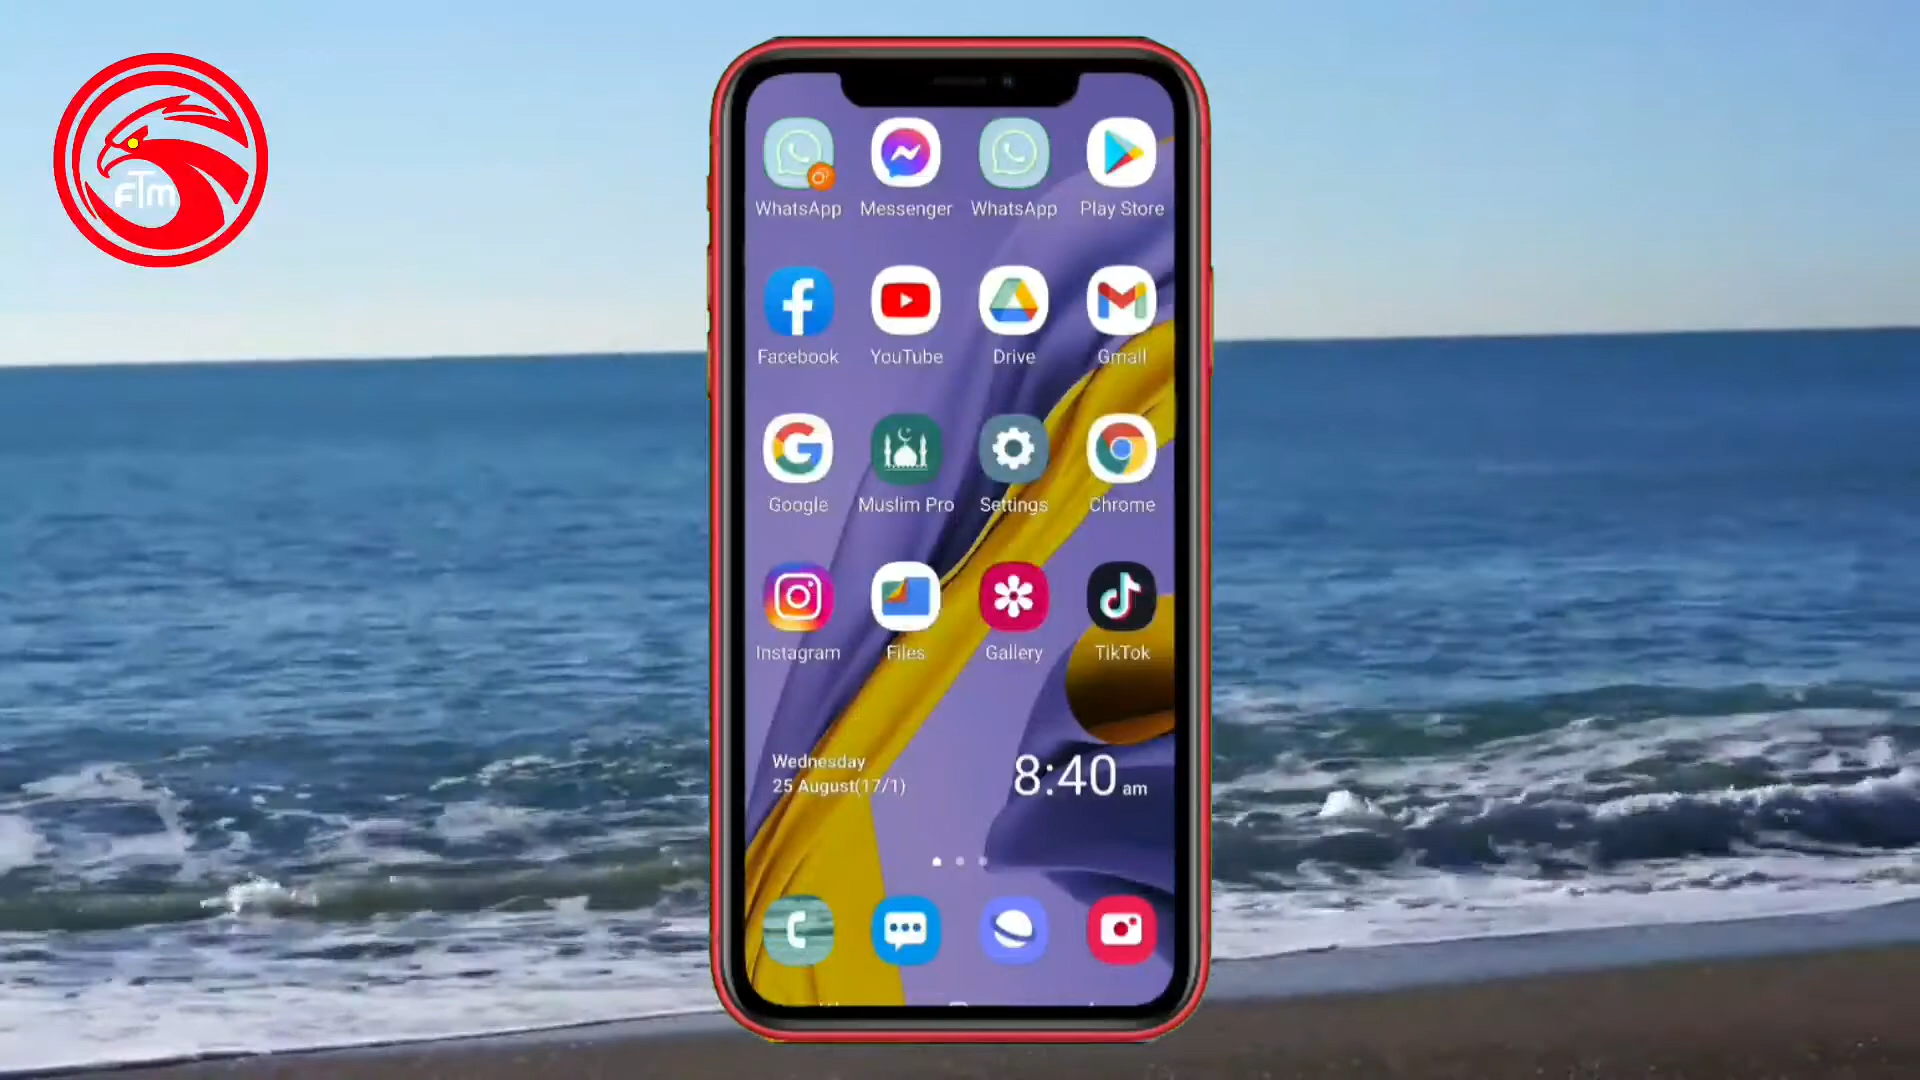 FTm
WhatsApp Messenger WhatsApp Play Store
Facebook YouTube Drive Gmail
Google Muslim Pro Settings Chrome
Instagram Files Gallery TikTok
Wednesday
25 August(17/1)
8:40 am